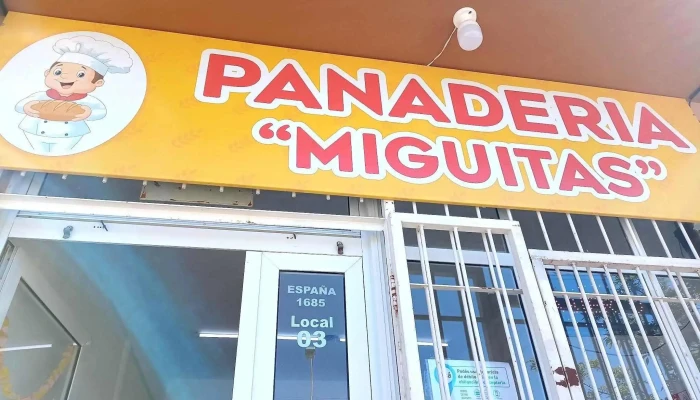 PANADERIA
“MIGUITAS”
ESPAÑA
1685
Local
03